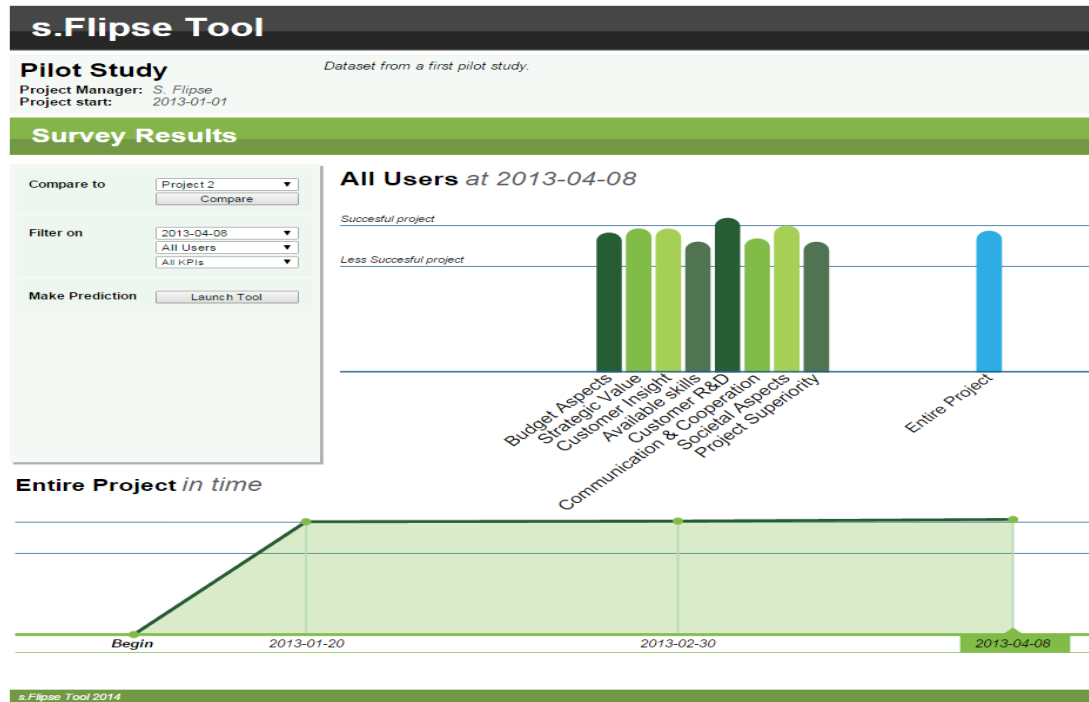 s.Flipse Tool
Pilot Study
Dataset from a first pilot study.
Project Manager: S. Flipse
Project start: 2013-01-01
Survey Results
Compare to
Project 2
Compare
Filter on
2013-04-08
All Users
All KPIs
Make Prediction
Launch Tool
All Users at 2013-04-08
Succesful project
Less Succesful project
Budget Aspects
Strategic Value
Customer Insight
Available skills
Customer R&D
Communication & Cooperation
Societal Aspects
Project Superiority
Entire Project
Entire Project in time
Begin
2013-01-20
2013-02-30
2013-04-08
s.Flipse Tool 2014